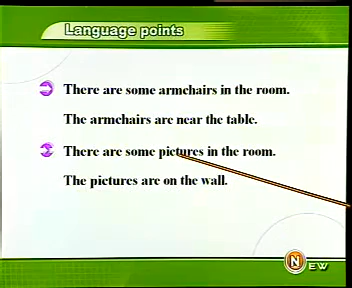 Language points
There are some armchairs in the room.
The armchairs are near the table.
There are some pictures in the room.
The pictures are on the wall.
NEW